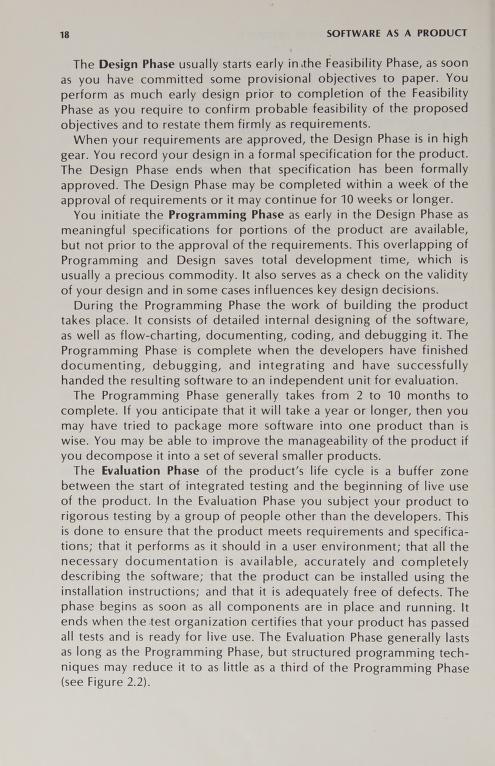 18 SOFTWARE AS A PRODUCT
The Design Phase usually starts early in the Feasibility Phase, as soon
as you have committed some provisional objectives to paper. You
perform as much early design prior to completion of the Feasibility
Phase as you require to confirm probable feasibility of the proposed
objectives and to restate them firmly as requirements.
When your requirements are approved, the Design Phase is in high
gear. You record your design in a formal specification for the product.
The Design Phase ends when that specification has been formally
approved. The Design Phase may be completed within a week of the
approval of requirements or it may continue for 10 weeks or longer.
You initiate the Programming Phase as early in the Design Phase as
meaningful specifications for portions of the product are available,
but not prior to the approval of the requirements. This overlapping of
Programming and Design saves total development time, which is
usually a precious commodity. It also serves as a check on the validity
of your design and in some cases influences key design decisions.
During the Programming Phase the work of building the product
takes place. It consists of detailed internal designing of the software,
as well as flow-charting, documenting, coding, and debugging it. The
Programming Phase is complete when the developers have finished
documenting, debugging, and integrating and have successfully
handed the resulting software to an independent unit for evaluation.
The Programming Phase generally takes from 2 to 10 months to
complete. If you anticipate that it will take a year or longer, then you
may have tried to package more software into one product than is
wise. You may be able to improve the manageability of the product if
you decompose it into a set of several smaller products.
The Evaluation Phase of the product's life cycle is a buffer zone
between the start of integrated testing and the beginning of live use
of the product. In the Evaluation Phase you subject your product to
rigorous testing by a group of people other than the developers. This
is done to ensure that the product meets requirements and specifica-
tions; that it performs as it should in a user environment; that all the
necessary documentation is available, accurately and completely
describing the software; that the product can be installed using the
installation instructions; and that it is adequately free of defects. The
phase begins as soon as all components are in place and running. It
ends when the test organization certifies that your product has passed
all tests and is ready for live use. The Evaluation Phase generally lasts
as long as the Programming Phase, but structured programming tech-
niques may reduce it to as little as a third of the Programming Phase
(see Figure 2.2).